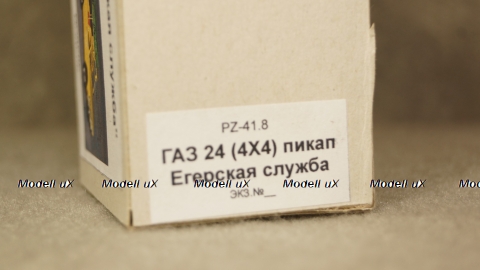 PZ-41.8
ГАЗ 24 (4X4) пикап
Егерская служба
ЭКЗ.№__
Modell uX Modell uX Modell uX Modell uX Modell uX Mod